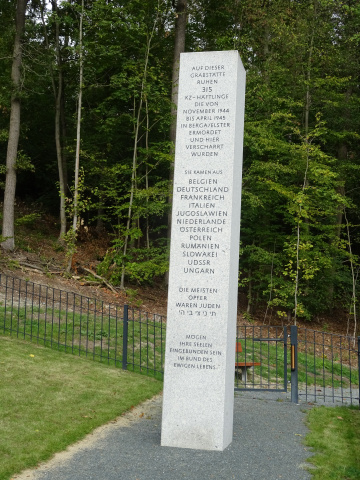 AUF DIESER
GRABSTÄTTE
RUHEN
315
KZ-HÄFTLINGE
DIE VON
NOVEMBER 1944
BIS APRIL 1945
IN BERGA/ELSTER
ERMORDET
UND HIER
VERSCHARRT
WURDEN
SIE KAMEN AUS
BELGIEN
DEUTSCHLAND
FRANKREICH
ITALIEN
JUGOSLAWIEN
NIEDERLANDE
ÖSTERREICH
POLEN
RUMÄNIEN
SLOWAKEI
UDSSR
UNGARN
DIE MEISTEN
OPFER
WAREN JUDEN
MÖGEN
IHRE SEELEN
EINGEBUNDEN SEIN
IM BUND DES
EWIGEN LEBENS